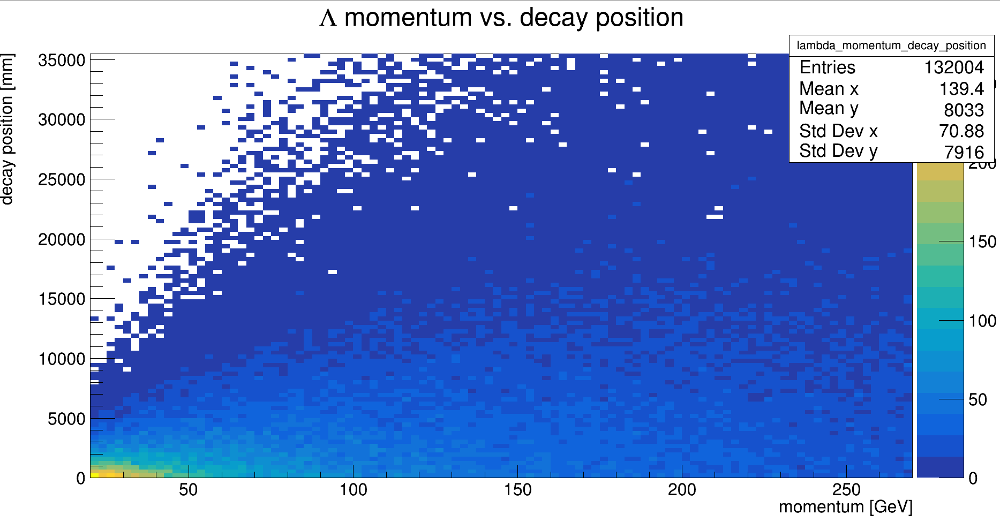 Λ momentum vs. decay position
lambda_momentum_decay_position
Entries 132004
Mean x 139.4
Mean y 8033
Std Dev x 70.88
Std Dev y 7916
decay position [mm]
35000
30000
25000
20000
15000
10000
5000
0
50
100
150
200
250
momentum [GeV]
200
150
100
50
0